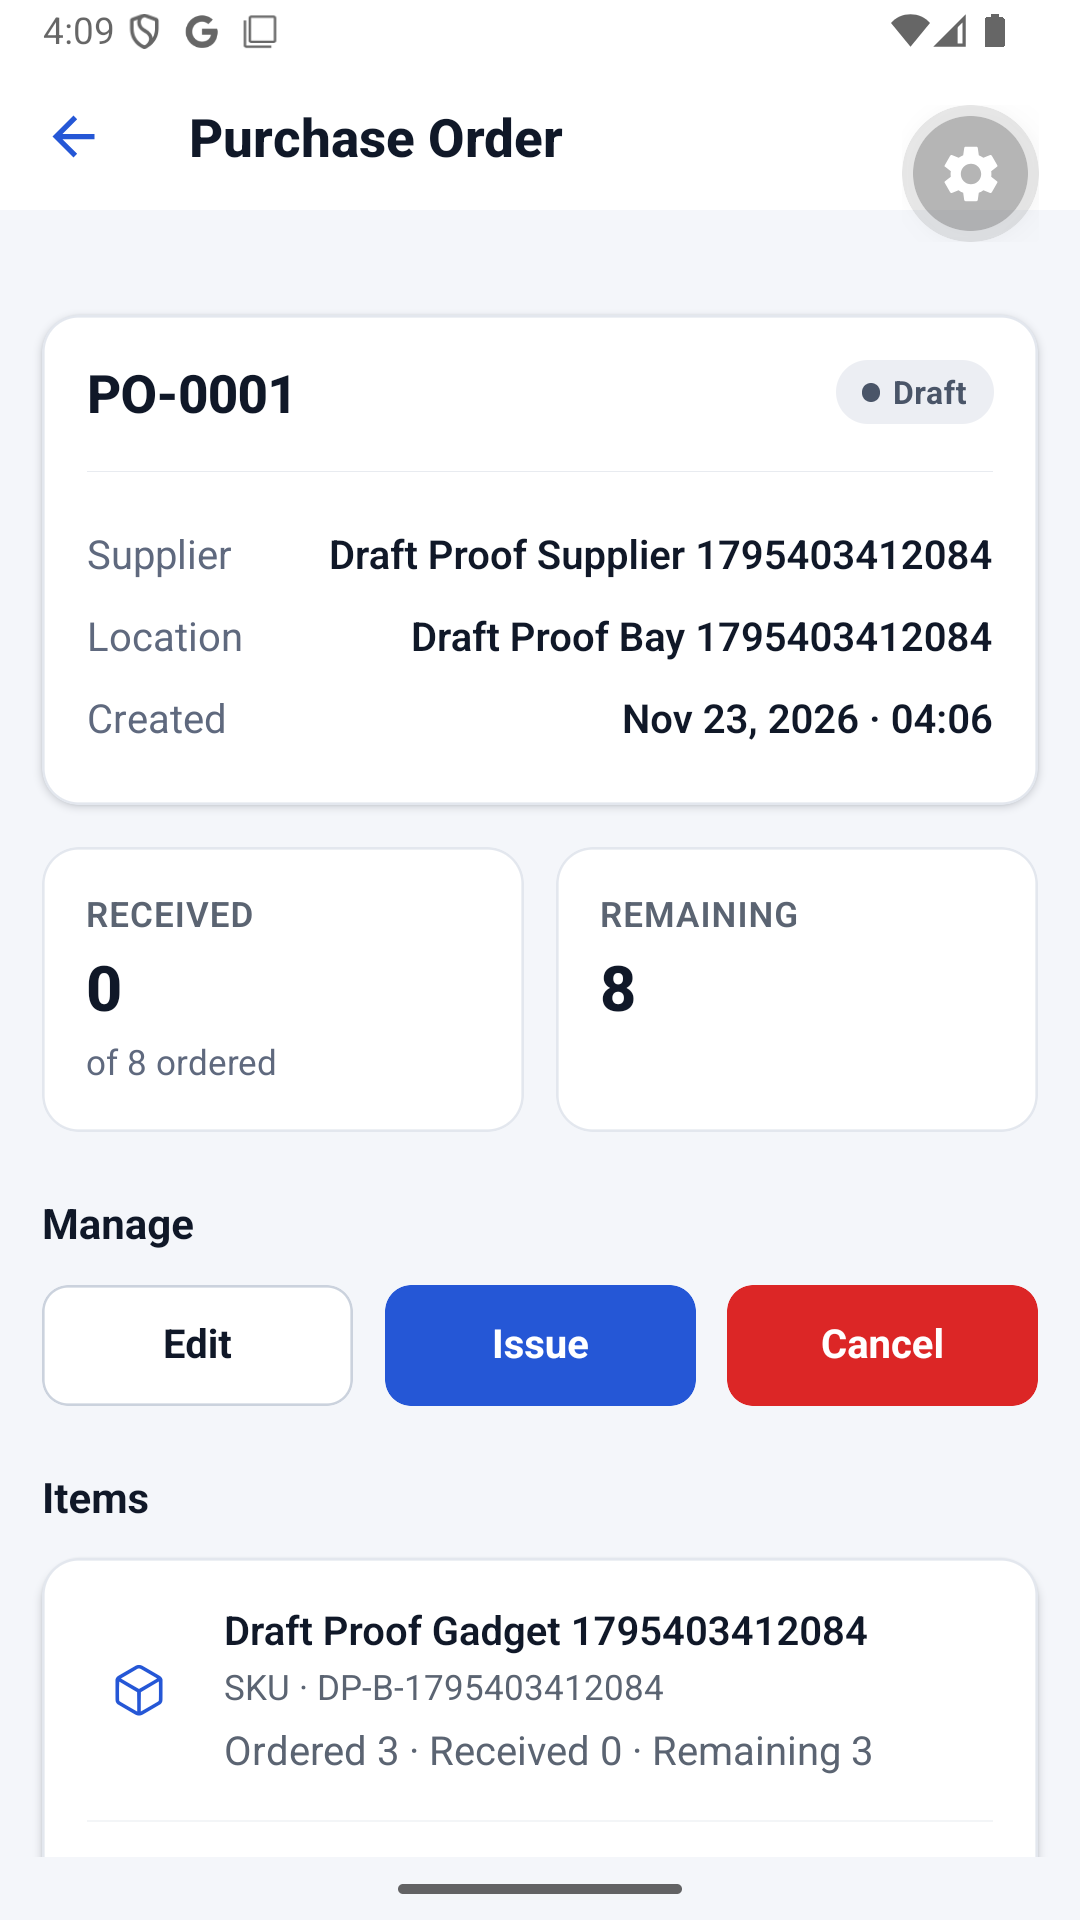 4:09
Purchase Order
PO-0001
Draft
Supplier
Draft Proof Supplier 1795403412084
Location
Draft Proof Bay 1795403412084
Created
Nov 23, 2026 · 04:06
RECEIVED
0
of 8 ordered
REMAINING
8
Manage
Edit
Issue
Cancel
Items
Draft Proof Gadget 1795403412084
SKU · DP-B-1795403412084
Ordered 3 · Received 0 · Remaining 3